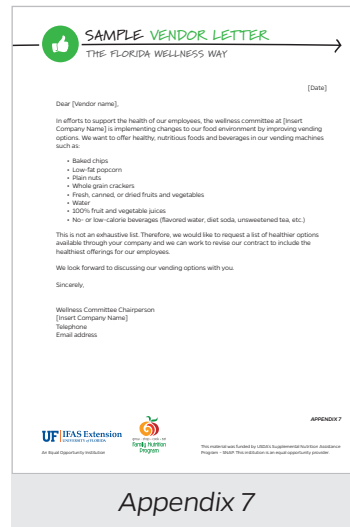 SAMPLE VENDOR LETTER
THE FLORIDA WELLNESS WAY
[Date]
Dear [Vendor name],
In efforts to support the health of our employees, the wellness committee at [Insert
Company Name] is implementing changes to our food environment by improving vending
options. We want to offer healthy, nutritious foods and beverages in our vending machines
such as:
• Baked chips
• Low-fat popcorn
• Plain nuts
• Whole grain crackers
• Fresh, canned, or dried fruits and vegetables
• Water
• 100% fruit and vegetable juices
• No- or low-calorie beverages (flavored water, diet soda, unsweetened tea, etc.)
This is not an exhaustive list. Therefore, we would like to request a list of healthier options
available through your company and we can work to revise our contract to include the
healthiest offerings for our employees.
We look forward to discussing our vending options with you.
Sincerely,
Wellness Committee Chairperson
[Insert Company Name]
Telephone
Email address
APPENDIX 7
UF IFAS Extension
UNIVERSITY of FLORIDA
An Equal Opportunity Institution
Family Nutrition
Program
This material was funded by USDA's Supplemental Nutrition Assistance
Program – SNAP. This institution is an equal opportunity provider.
Appendix 7